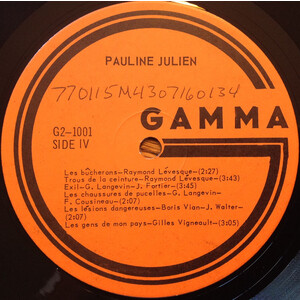 PAULINE JULIEN
770115M4307160134
G2-1001
SIDE IV
GAMMA
Les bûcherons-Raymond Lévesque-(2:27)
Trous de la ceinture-Raymond Lévesque-(3:43)
Exil-G. Langevin-J. Fortier-(3:45)
Les chaussures de pucelles-G. Langevin-
F. Cousineau-(2:07)
Les liaisons dangereuses-Boris Vian-J. Walter-
(2:07)
Les gens de mon pays-Gilles Vigneault-(3:05)